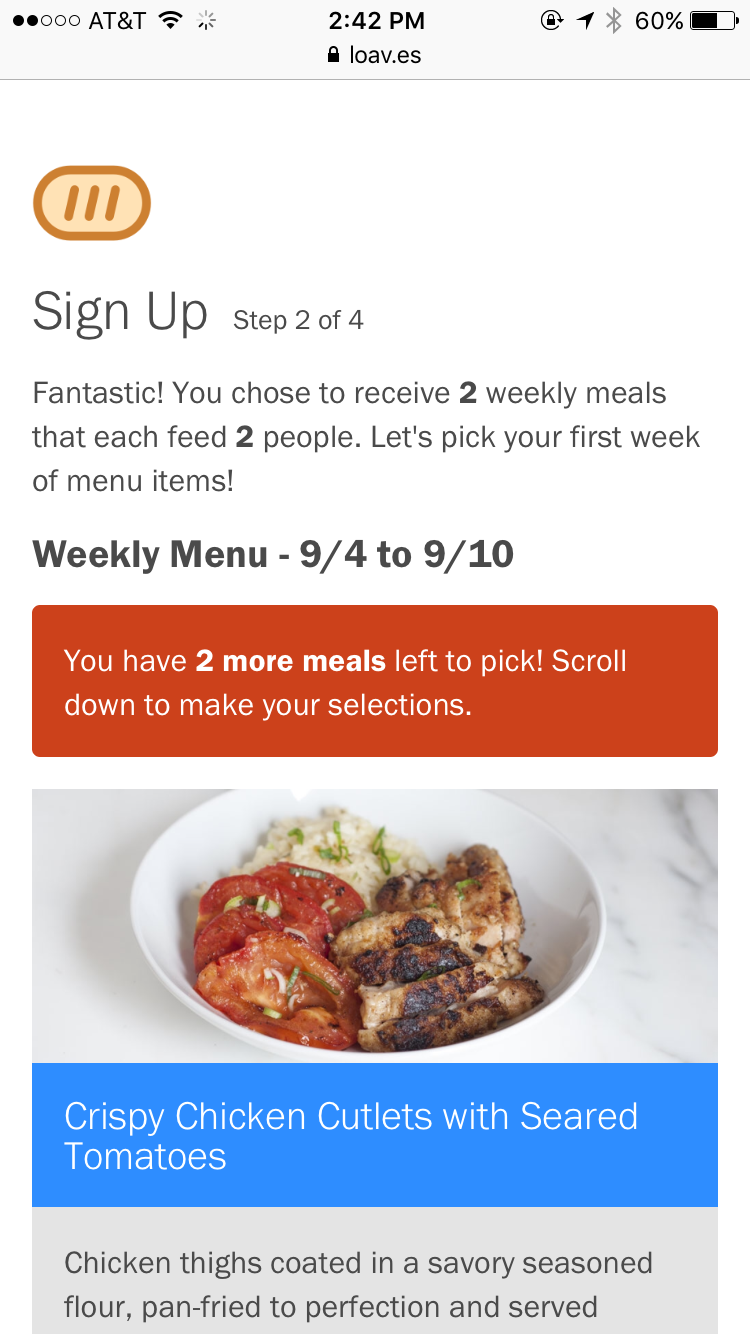 AT&T 2:42 PM 60%
loav.es
Sign Up Step 2 of 4
Fantastic! You chose to receive 2 weekly meals
that each feed 2 people. Let's pick your first week
of menu items!
Weekly Menu - 9/4 to 9/10
You have 2 more meals left to pick! Scroll
down to make your selections.
Crispy Chicken Cutlets with Seared
Tomatoes
Chicken thighs coated in a savory seasoned
flour, pan-fried to perfection and served